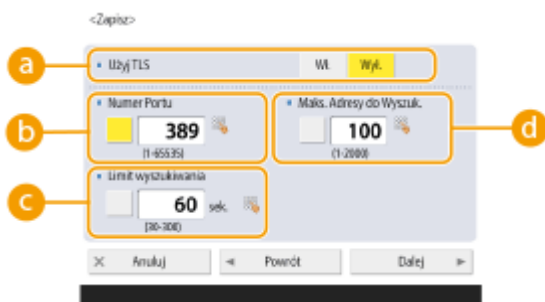 <Zapisz>
a
Użyj TLS
Wł.
Wył.
b
Numer Portu
389
(1-65535)
Maks. Adresy do Wyszuk.
100
(1-2000)
d
c
Limit wyszukiwania
60 sek.
(30-300)
Anuluj
Powrót
Dalej